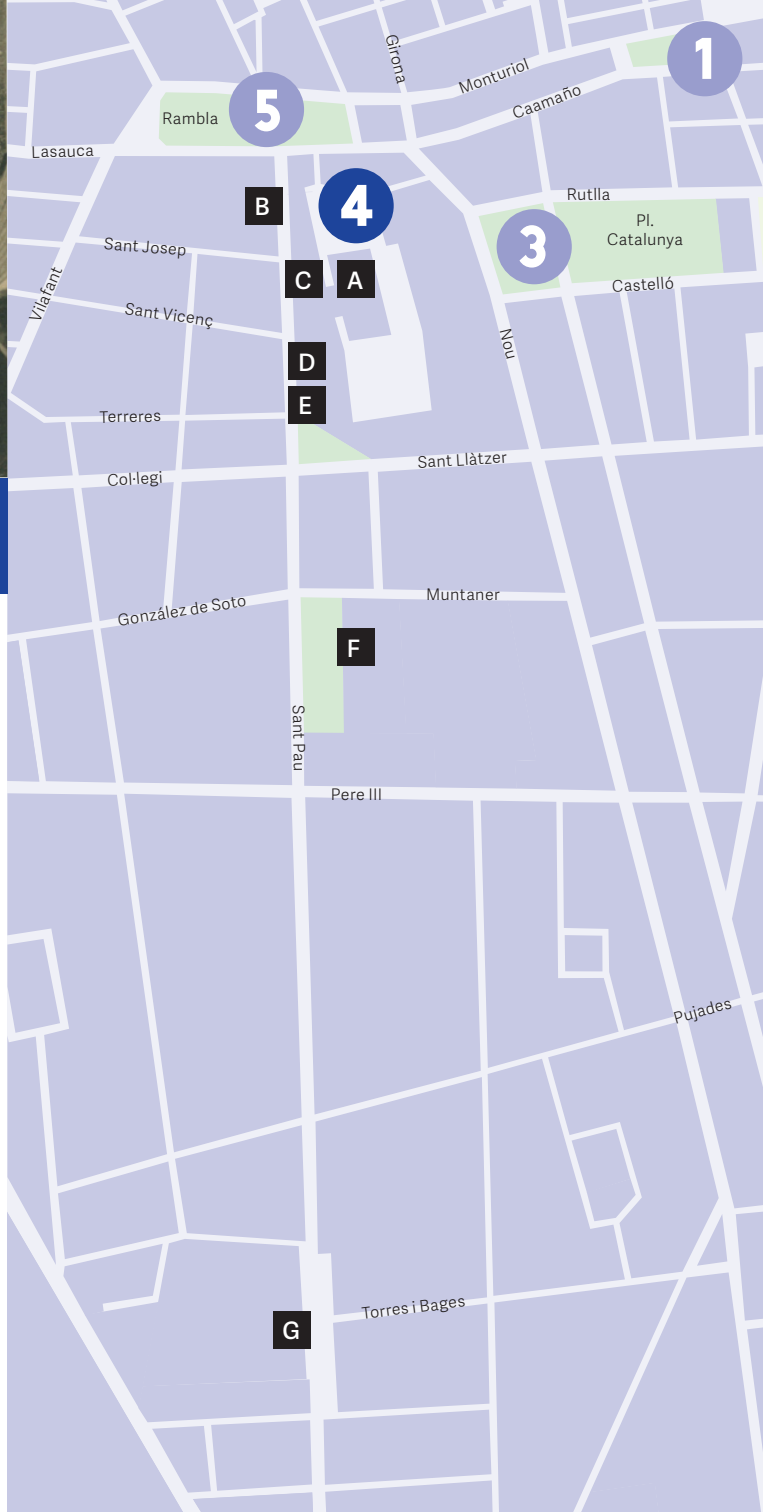 Girona
1
Monturiol
5
Caamaño
Rambla
Lasauca
Rutlla
B
4
Pl.
Catalunya
3
Sant Josep
C
A
Castelló
Vilafant
Sant Vicenç
Nou
D
E
Terreres
Sant Llàtzer
Col·legi
Muntaner
González de Soto
F
Sant Pau
Pere III
Pujades
Torres i Bages
G